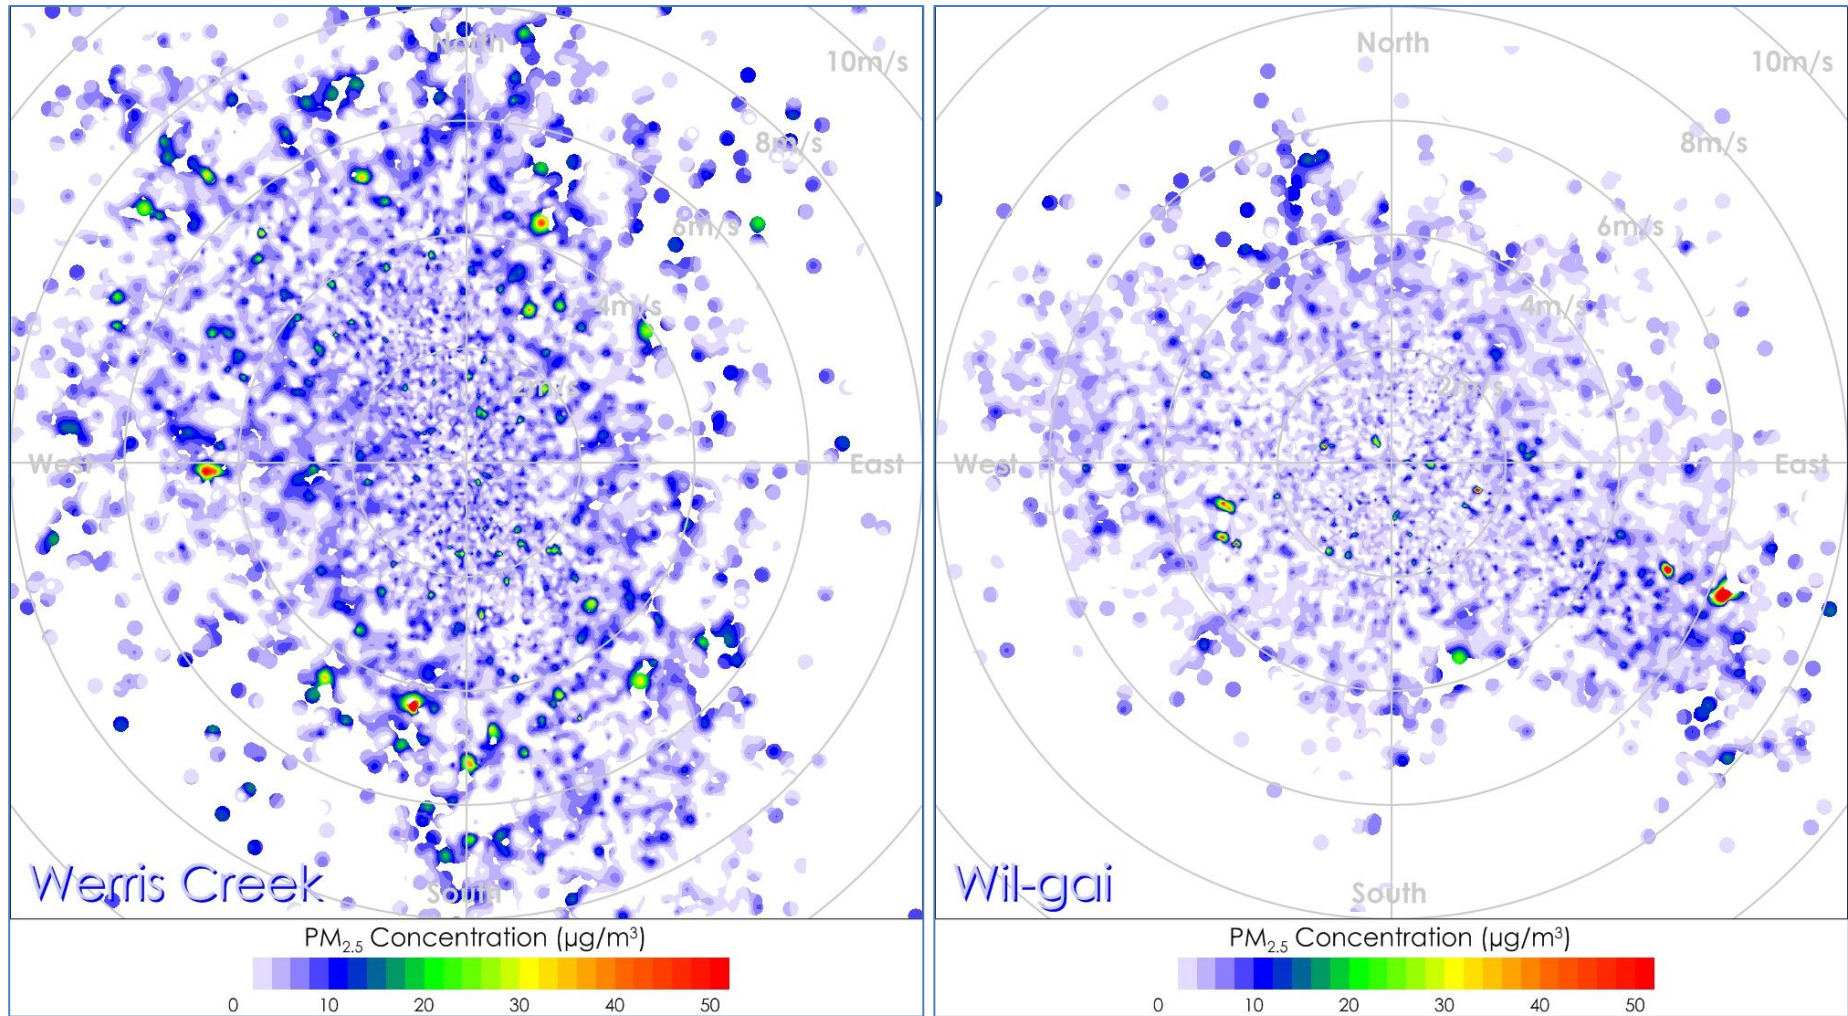 North
10m/s
8m/s
6m/s
4m/s
2m/s
West
East
South
Werris Creek
PM2.5 Concentration (µg/m3)
0 10 20 30 40 50
North
10m/s
8m/s
6m/s
4m/s
2m/s
West
East
South
Wil-gai
PM2.5 Concentration (µg/m3)
0 10 20 30 40 50